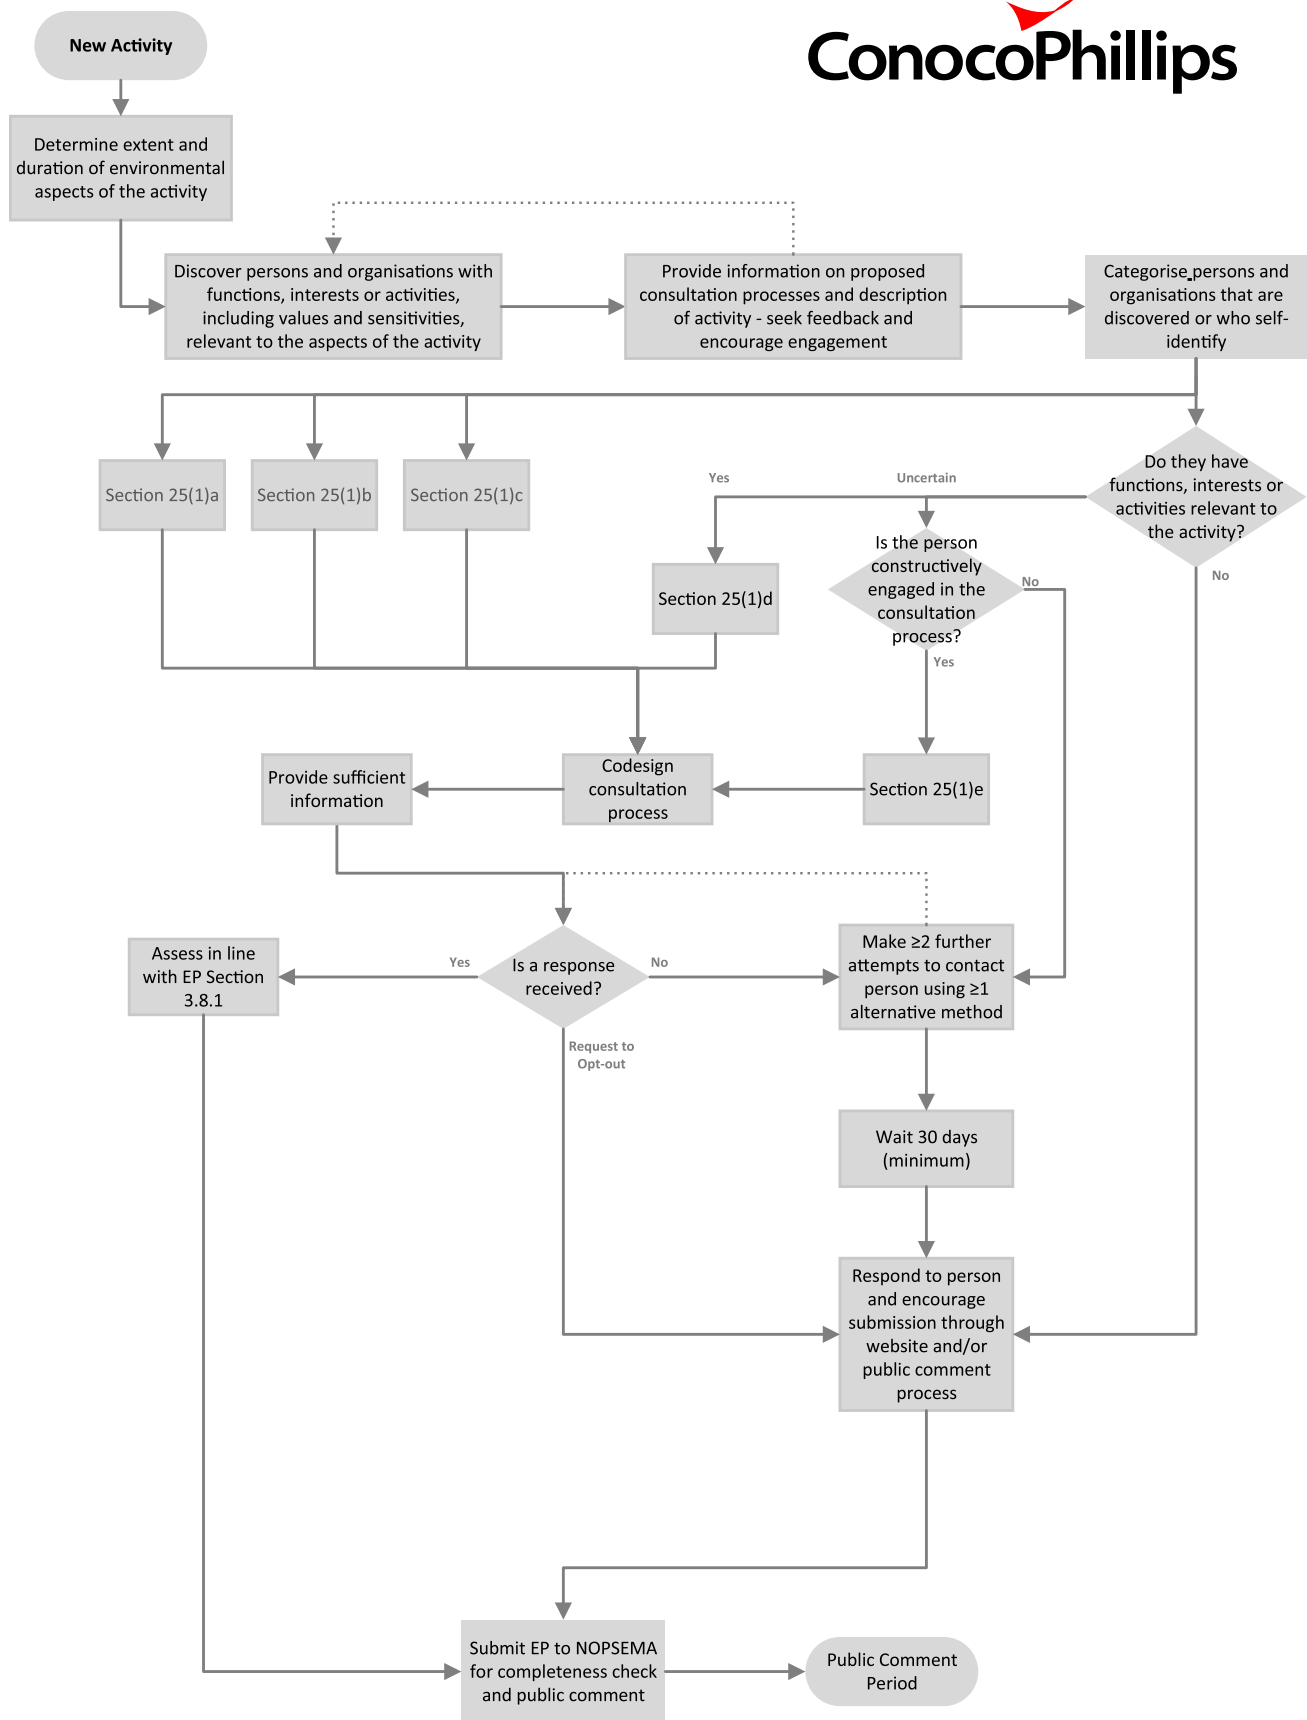 ConocoPhillips
New Activity
Determine extent and
duration of environmental
aspects of the activity
Discover persons and organisations with
functions, interests or activities,
including values and sensitivities,
relevant to the aspects of the activity
Provide information on proposed
consultation processes and description
of activity - seek feedback and
encourage engagement
Categorise persons and
organisations that are
discovered or who self-
identify
Section 25(1)a
Section 25(1)b
Section 25(1)c
Yes
Uncertain
Do they have
functions, interests or
activities relevant to
the activity?
No
Section 25(1)d
Is the person
constructively
engaged in the
consultation
process?
No
Yes
Provide sufficient
information
Codesign
consultation
process
Section 25(1)e
Assess in line
with EP Section
3.8.1
Yes
Is a response
received?
No
Make ≥2 further
attempts to contact
person using ≥1
alternative method
Request to
Opt-out
Wait 30 days
(minimum)
Respond to person
and encourage
submission through
website and/or
public comment
process
Submit EP to NOPSEMA
for completeness check
and public comment
Public Comment
Period